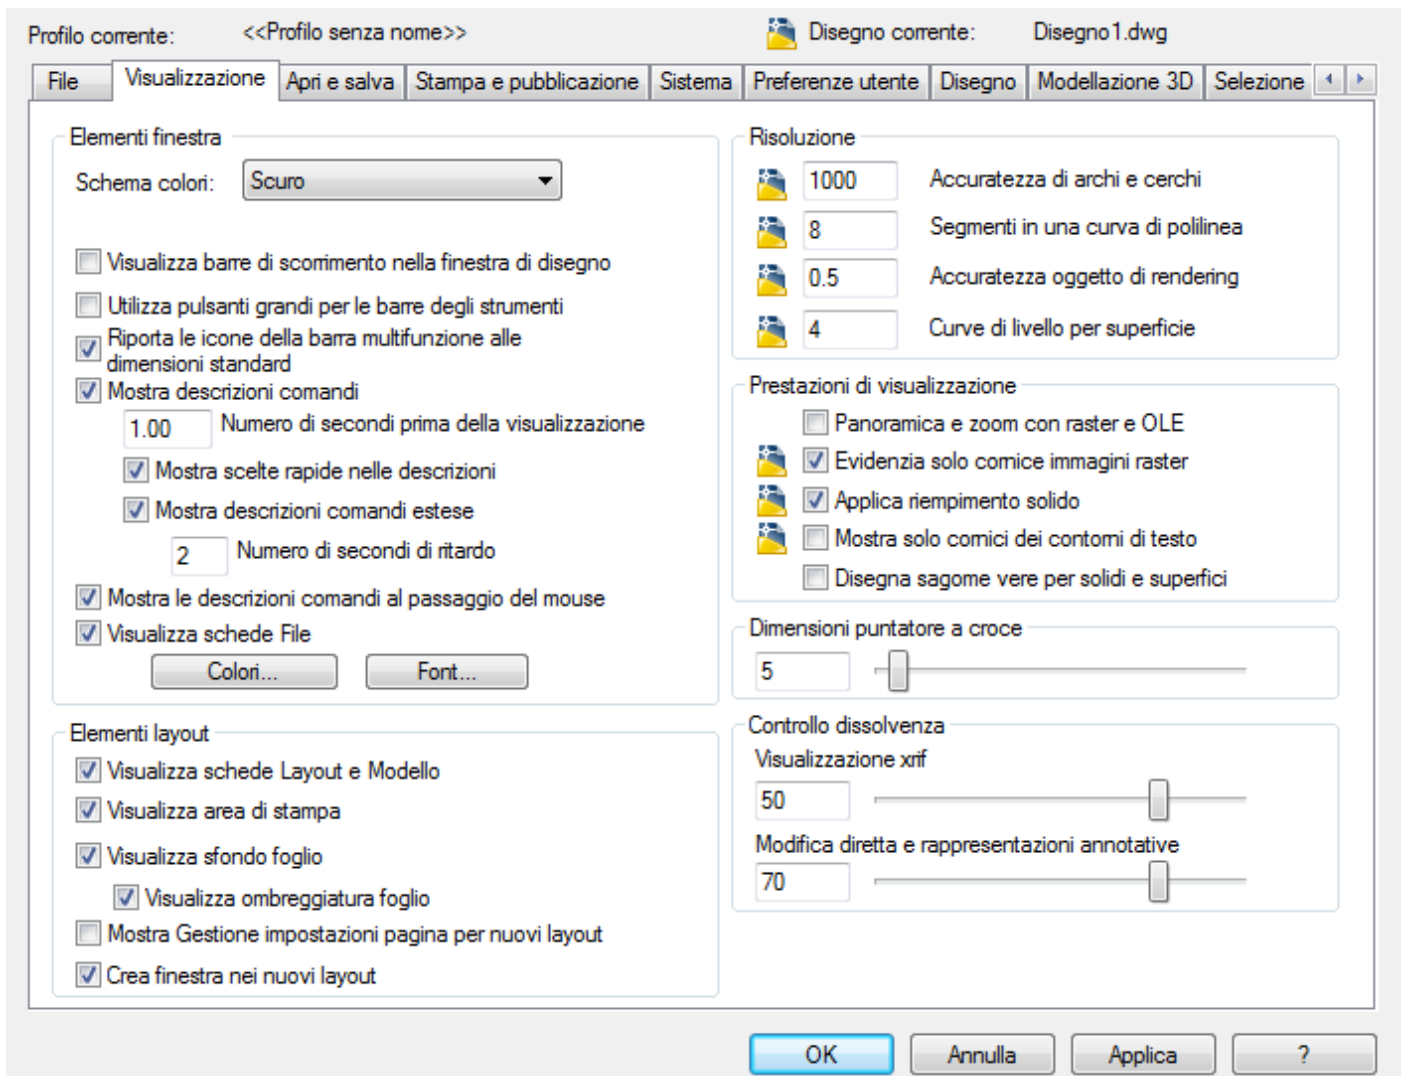 Profilo corrente: <<Profilo senza nome>> Disegno corrente: Disegno1.dwg
File Visualizzazione Apri e salva Stampa e pubblicazione Sistema Preferenze utente Disegno Modellazione 3D Selezione
Elementi finestra
Schema colori: Scuro
Visualizza barre di scorrimento nella finestra di disegno
Utilizza pulsanti grandi per le barre degli strumenti
Riporta le icone della barra multifunzione alle
dimensioni standard
Mostra descrizioni comandi
1.00 Numero di secondi prima della visualizzazione
Mostra scelte rapide nelle descrizioni
Mostra descrizioni comandi estese
2 Numero di secondi di ritardo
Mostra le descrizioni comandi al passaggio del mouse
Visualizza schede File
Colori... Font...
Elementi layout
Visualizza schede Layout e Modello
Visualizza area di stampa
Visualizza sfondo foglio
Visualizza ombreggiatura foglio
Mostra Gestione impostazioni pagina per nuovi layout
Crea finestra nei nuovi layout
Risoluzione
1000 Accuratezza di archi e cerchi
8 Segmenti in una curva di polilinea
0.5 Accuratezza oggetto di rendering
4 Curve di livello per superficie
Prestazioni di visualizzazione
Panoramica e zoom con raster e OLE
Evidenzia solo cornice immagini raster
Applica riempimento solido
Mostra solo cornici dei contorni di testo
Disegna sagome vere per solidi e superfici
Dimensioni puntatore a croce
5
Controllo dissolvenza
Visualizzazione xrif
50
Modifica diretta e rappresentazioni annotative
70
OK Annulla Applica ?